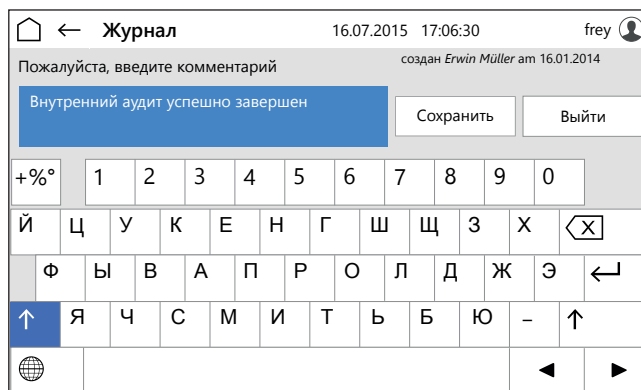 Журнал 16.07.2015 17:06:30 frey
Пожалуйста, введите комментарий создан Erwin Müller am 16.01.2014
Внутренний аудит успешно завершен
Сохранить Выйти
+%° 1 2 3 4 5 6 7 8 9 0
Й Ц У К Е Н Г Ш Щ З Х
Ф Ы В А П Р О Л Д Ж Э
Я Ч С М И Т Ь Б Ю –